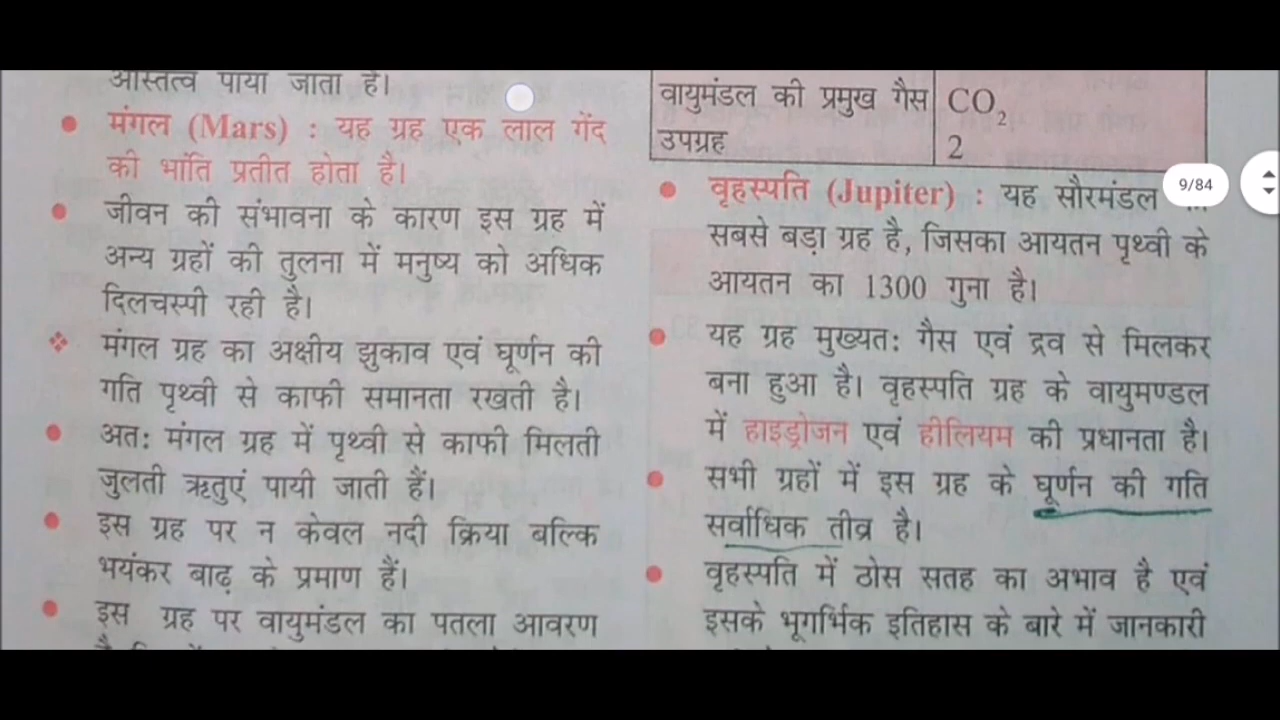 अस्तित्व पाया जाता है।
मंगल (Mars) : यह ग्रह एक लाल गेंद
की भांति प्रतीत होता है।
जीवन की संभावना के कारण इस ग्रह में
अन्य ग्रहों की तुलना में मनुष्य को अधिक
दिलचस्पी रही है।
मंगल ग्रह का अक्षीय झुकाव एवं घूर्णन की
गति पृथ्वी से काफी समानता रखती है।
अतः मंगल ग्रह में पृथ्वी से काफी मिलती
जुलती ऋतुएं पायी जाती हैं।
इस ग्रह पर न केवल नदी क्रिया बल्कि
भयंकर बाढ़ के प्रमाण हैं।
इस ग्रह पर वायुमंडल का पतला आवरण
वायुमंडल की प्रमुख गैस CO₂
उपग्रह 2
वृहस्पति (Jupiter) : यह सौरमंडल
सबसे बड़ा ग्रह है, जिसका आयतन पृथ्वी के
आयतन का 1300 गुना है।
यह ग्रह मुख्यतः गैस एवं द्रव से मिलकर
बना हुआ है। वृहस्पति ग्रह के वायुमण्डल
में हाइड्रोजन एवं हीलियम की प्रधानता है।
सभी ग्रहों में इस ग्रह के घूर्णन की गति
सर्वाधिक तीव्र है।
वृहस्पति में ठोस सतह का अभाव है एवं
इसके भूगर्भिक इतिहास के बारे में जानकारी
9/84